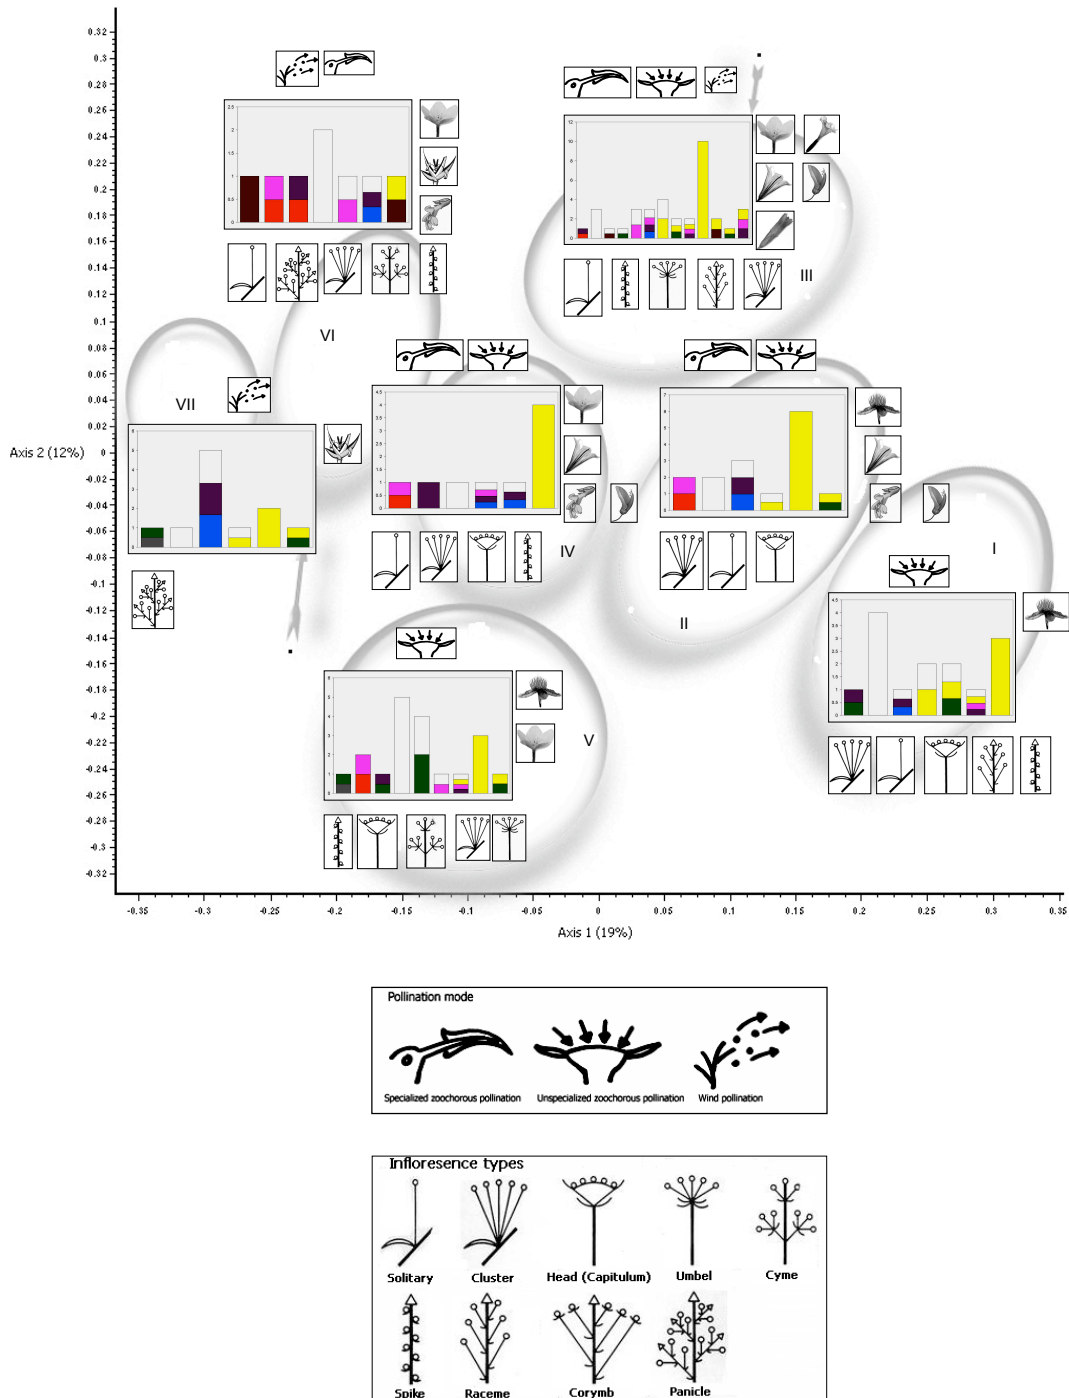 0.32
0.3
0.28
0.26
0.24
0.22
0.2
0.18
0.16
0.14
0.12
0.1
0.08
0.06
0.04
0.02
0
-0.02
-0.04
-0.06
-0.08
-0.1
-0.12
-0.14
-0.16
-0.18
-0.2
-0.22
-0.24
-0.26
-0.28
-0.3
-0.32
Axis 2 (12%)
III
VI
VII
IV
I
II
V
-0.35 -0.3 -0.25 -0.2 -0.15 -0.1 -0.05 0 0.05 0.1 0.15 0.2 0.25 0.3 0.35
Axis 1 (19%)
Pollination mode
Specialized zoochorous pollination Unspecialized zoochorous pollination Wind pollination
Infloresence types
Solitary Cluster Head (Capitulum) Umbel Cyme
Spike Raceme Corymb Panicle